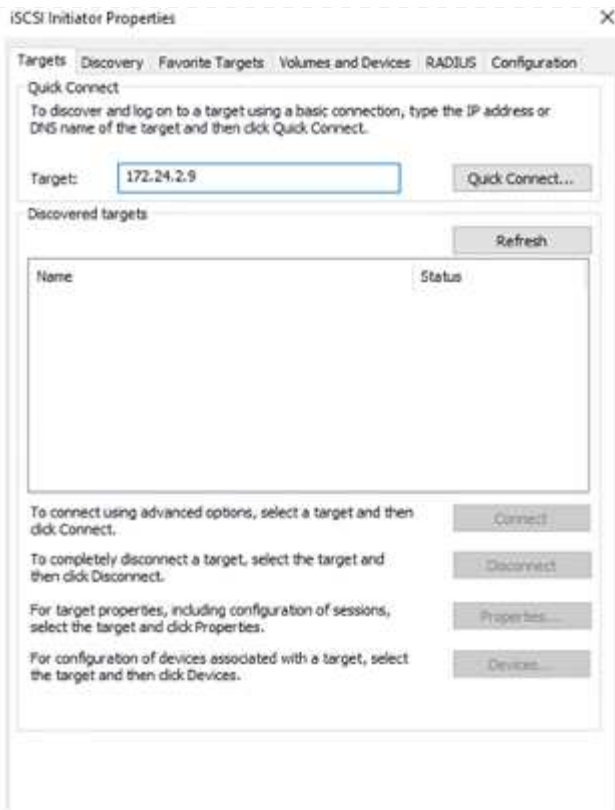 iSCSI Initiator Properties
Targets Discovery Favorite Targets Volumes and Devices RADIUS Configuration
Quick Connect
To discover and log on to a target using a basic connection, type the IP address or
DNS name of the target and then click Quick Connect.
Target: 172.24.2.9 Quick Connect...
Discovered targets
Refresh
Name Status
To connect using advanced options, select a target and then
click Connect.
Connect
To completely disconnect a target, select the target and
then click Disconnect.
Disconnect
For target properties, including configuration of sessions,
select the target and click Properties.
Properties...
For configuration of devices associated with a target, select
the target and then click Devices.
Devices...